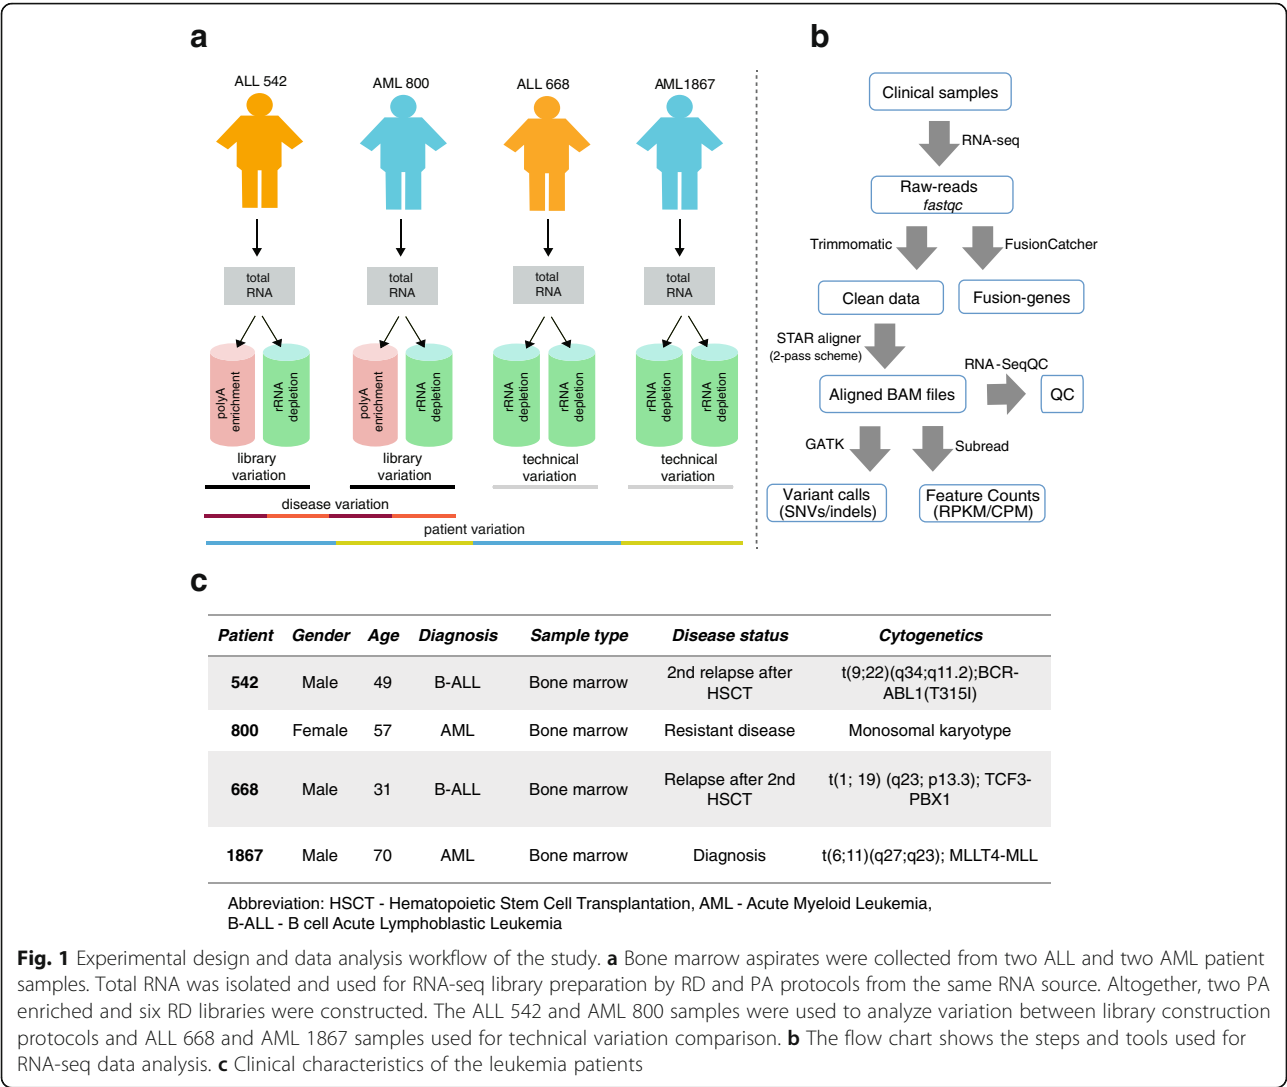 a
ALL 542
AML 800
ALL 668
AML1867
total
RNA
total
RNA
total
RNA
total
RNA
polyA
enrichment
rRNA
depletion
polyA
enrichment
rRNA
depletion
rRNA
depletion
rRNA
depletion
rRNA
depletion
rRNA
depletion
library
variation
library
variation
technical
variation
technical
variation
disease variation
patient variation
b
Clinical samples
RNA-seq
Raw-reads
fastqc
Trimmomatic
FusionCatcher
Clean data
Fusion-genes
STAR aligner
(2-pass scheme)
RNA-SeqQC
Aligned BAM files
QC
GATK
Subread
Variant calls
(SNVs/indels)
Feature Counts
(RPKM/CPM)
c
Patient Gender Age Diagnosis Sample type Disease status Cytogenetics
542 Male 49 B-ALL Bone marrow 2nd relapse after HSCT t(9;22)(q34;q11.2);BCR-ABL1(T315I)
800 Female 57 AML Bone marrow Resistant disease Monosomal karyotype
668 Male 31 B-ALL Bone marrow Relapse after 2nd HSCT t(1; 19) (q23; p13.3); TCF3-PBX1
1867 Male 70 AML Bone marrow Diagnosis t(6;11)(q27;q23); MLLT4-MLL
Abbreviation: HSCT - Hematopoietic Stem Cell Transplantation, AML - Acute Myeloid Leukemia,
B-ALL - B cell Acute Lymphoblastic Leukemia
Fig. 1 Experimental design and data analysis workflow of the study. a Bone marrow aspirates were collected from two ALL and two AML patient
samples. Total RNA was isolated and used for RNA-seq library preparation by RD and PA protocols from the same RNA source. Altogether, two PA
enriched and six RD libraries were constructed. The ALL 542 and AML 800 samples were used to analyze variation between library construction
protocols and ALL 668 and AML 1867 samples used for technical variation comparison. b The flow chart shows the steps and tools used for
RNA-seq data analysis. c Clinical characteristics of the leukemia patients